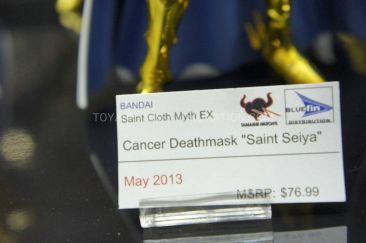 BANDAI
Saint Cloth Myth EX
TAMASHII NATIONS
BLUEfin
DISTRIBUTION
Cancer Deathmask "Saint Seiya"
May 2013
MSRP: $76.99